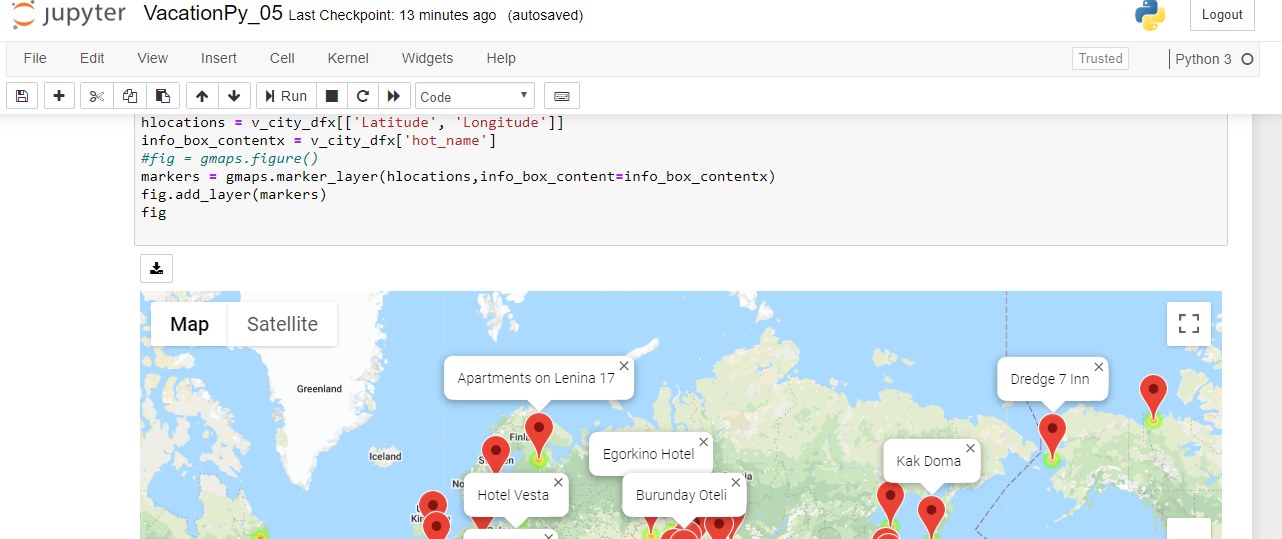 jupyter VacationPy_05 Last Checkpoint: 13 minutes ago (autosaved)
Logout
File Edit View Insert Cell Kernel Widgets Help
Trusted
Python 3
Run
Code
hlocations = v_city_dfx[['Latitude', 'Longitude']]
info_box_contentx = v_city_dfx['hot_name']
#fig = gmaps.figure()
markers = gmaps.marker_layer(hlocations,info_box_content=info_box_contentx)
fig.add_layer(markers)
fig
Map Satellite
Apartments on Lenina 17
Dredge 7 Inn
Greenland
Iceland
Egorkino Hotel
Kak Doma
Hotel Vesta
Burunday Oteli